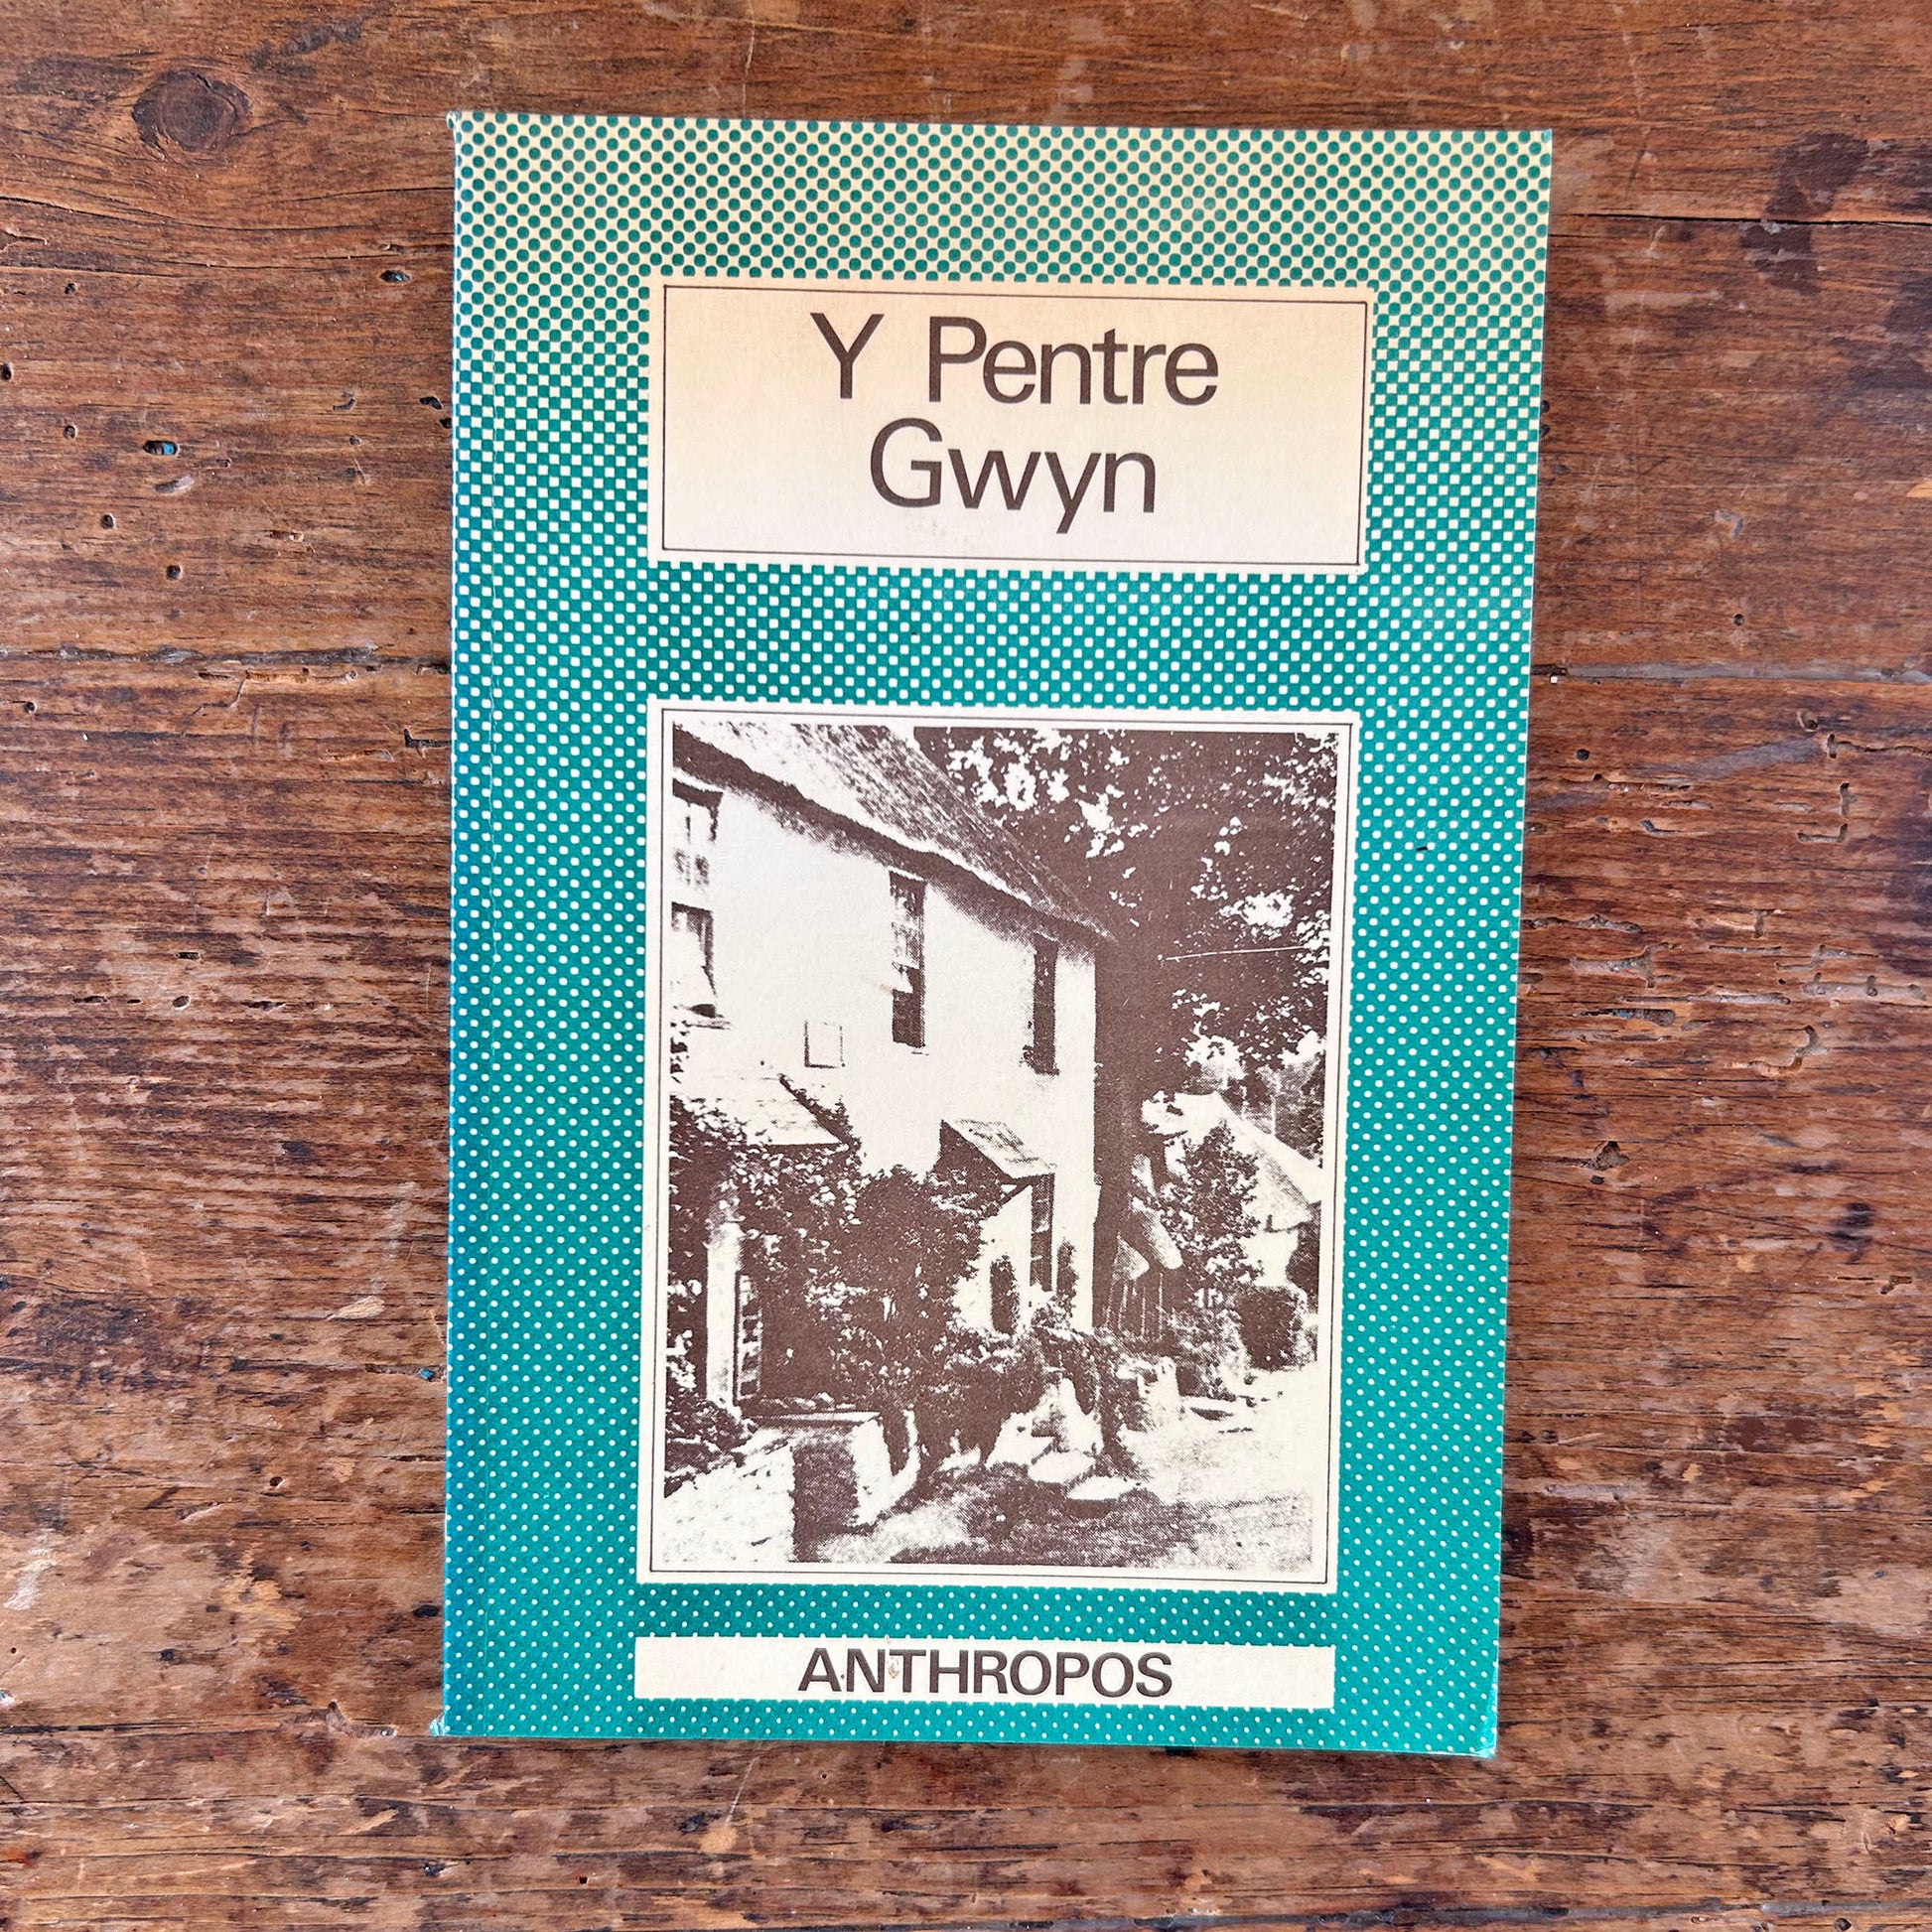 Y Pentre
Gwyn
ANTHROPOS